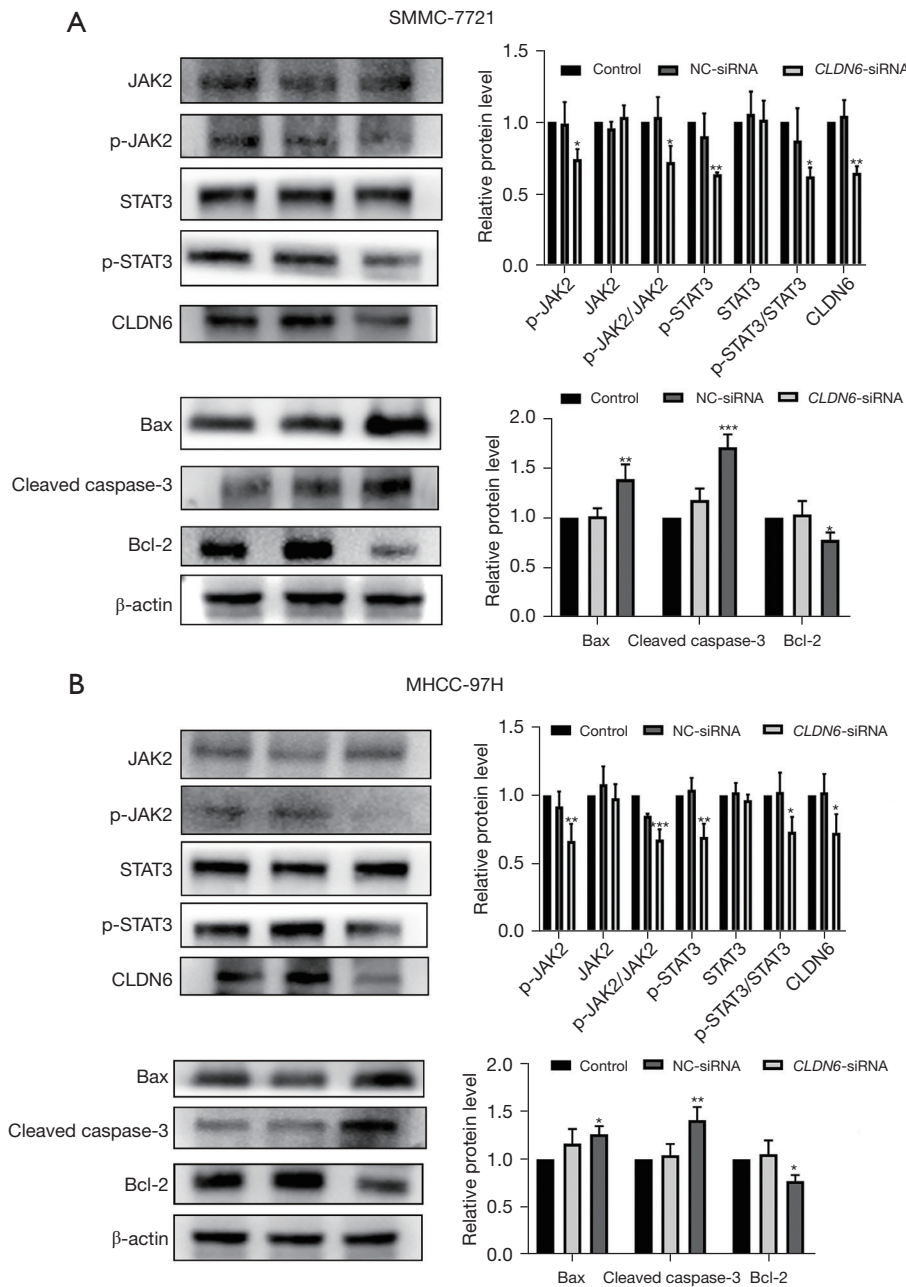 A
SMMC-7721
JAK2
p-JAK2
STAT3
p-STAT3
CLDN6
1.5
1.0
0.5
0.0
Relative protein level
Control NC-siRNA CLDN6-siRNA
* * ** * **
p-JAK2
JAK2
p-JAK2/JAK2
p-STAT3
STAT3
p-STAT3/STAT3
CLDN6
Bax
Cleaved caspase-3
Bcl-2
β-actin
2.0
1.5
1.0
0.5
0.0
Relative protein level
Control NC-siRNA CLDN6-siRNA
** *** *
Bax Cleaved caspase-3 Bcl-2
B
MHCC-97H
JAK2
p-JAK2
STAT3
p-STAT3
CLDN6
1.5
1.0
0.5
0.0
Relative protein level
Control NC-siRNA CLDN6-siRNA
** *** ** * *
p-JAK2
JAK2
p-JAK2/JAK2
p-STAT3
STAT3
p-STAT3/STAT3
CLDN6
Bax
Cleaved caspase-3
Bcl-2
β-actin
2.0
1.5
1.0
0.5
0.0
Relative protein level
Control NC-siRNA CLDN6-siRNA
* ** *
Bax Cleaved caspase-3 Bcl-2